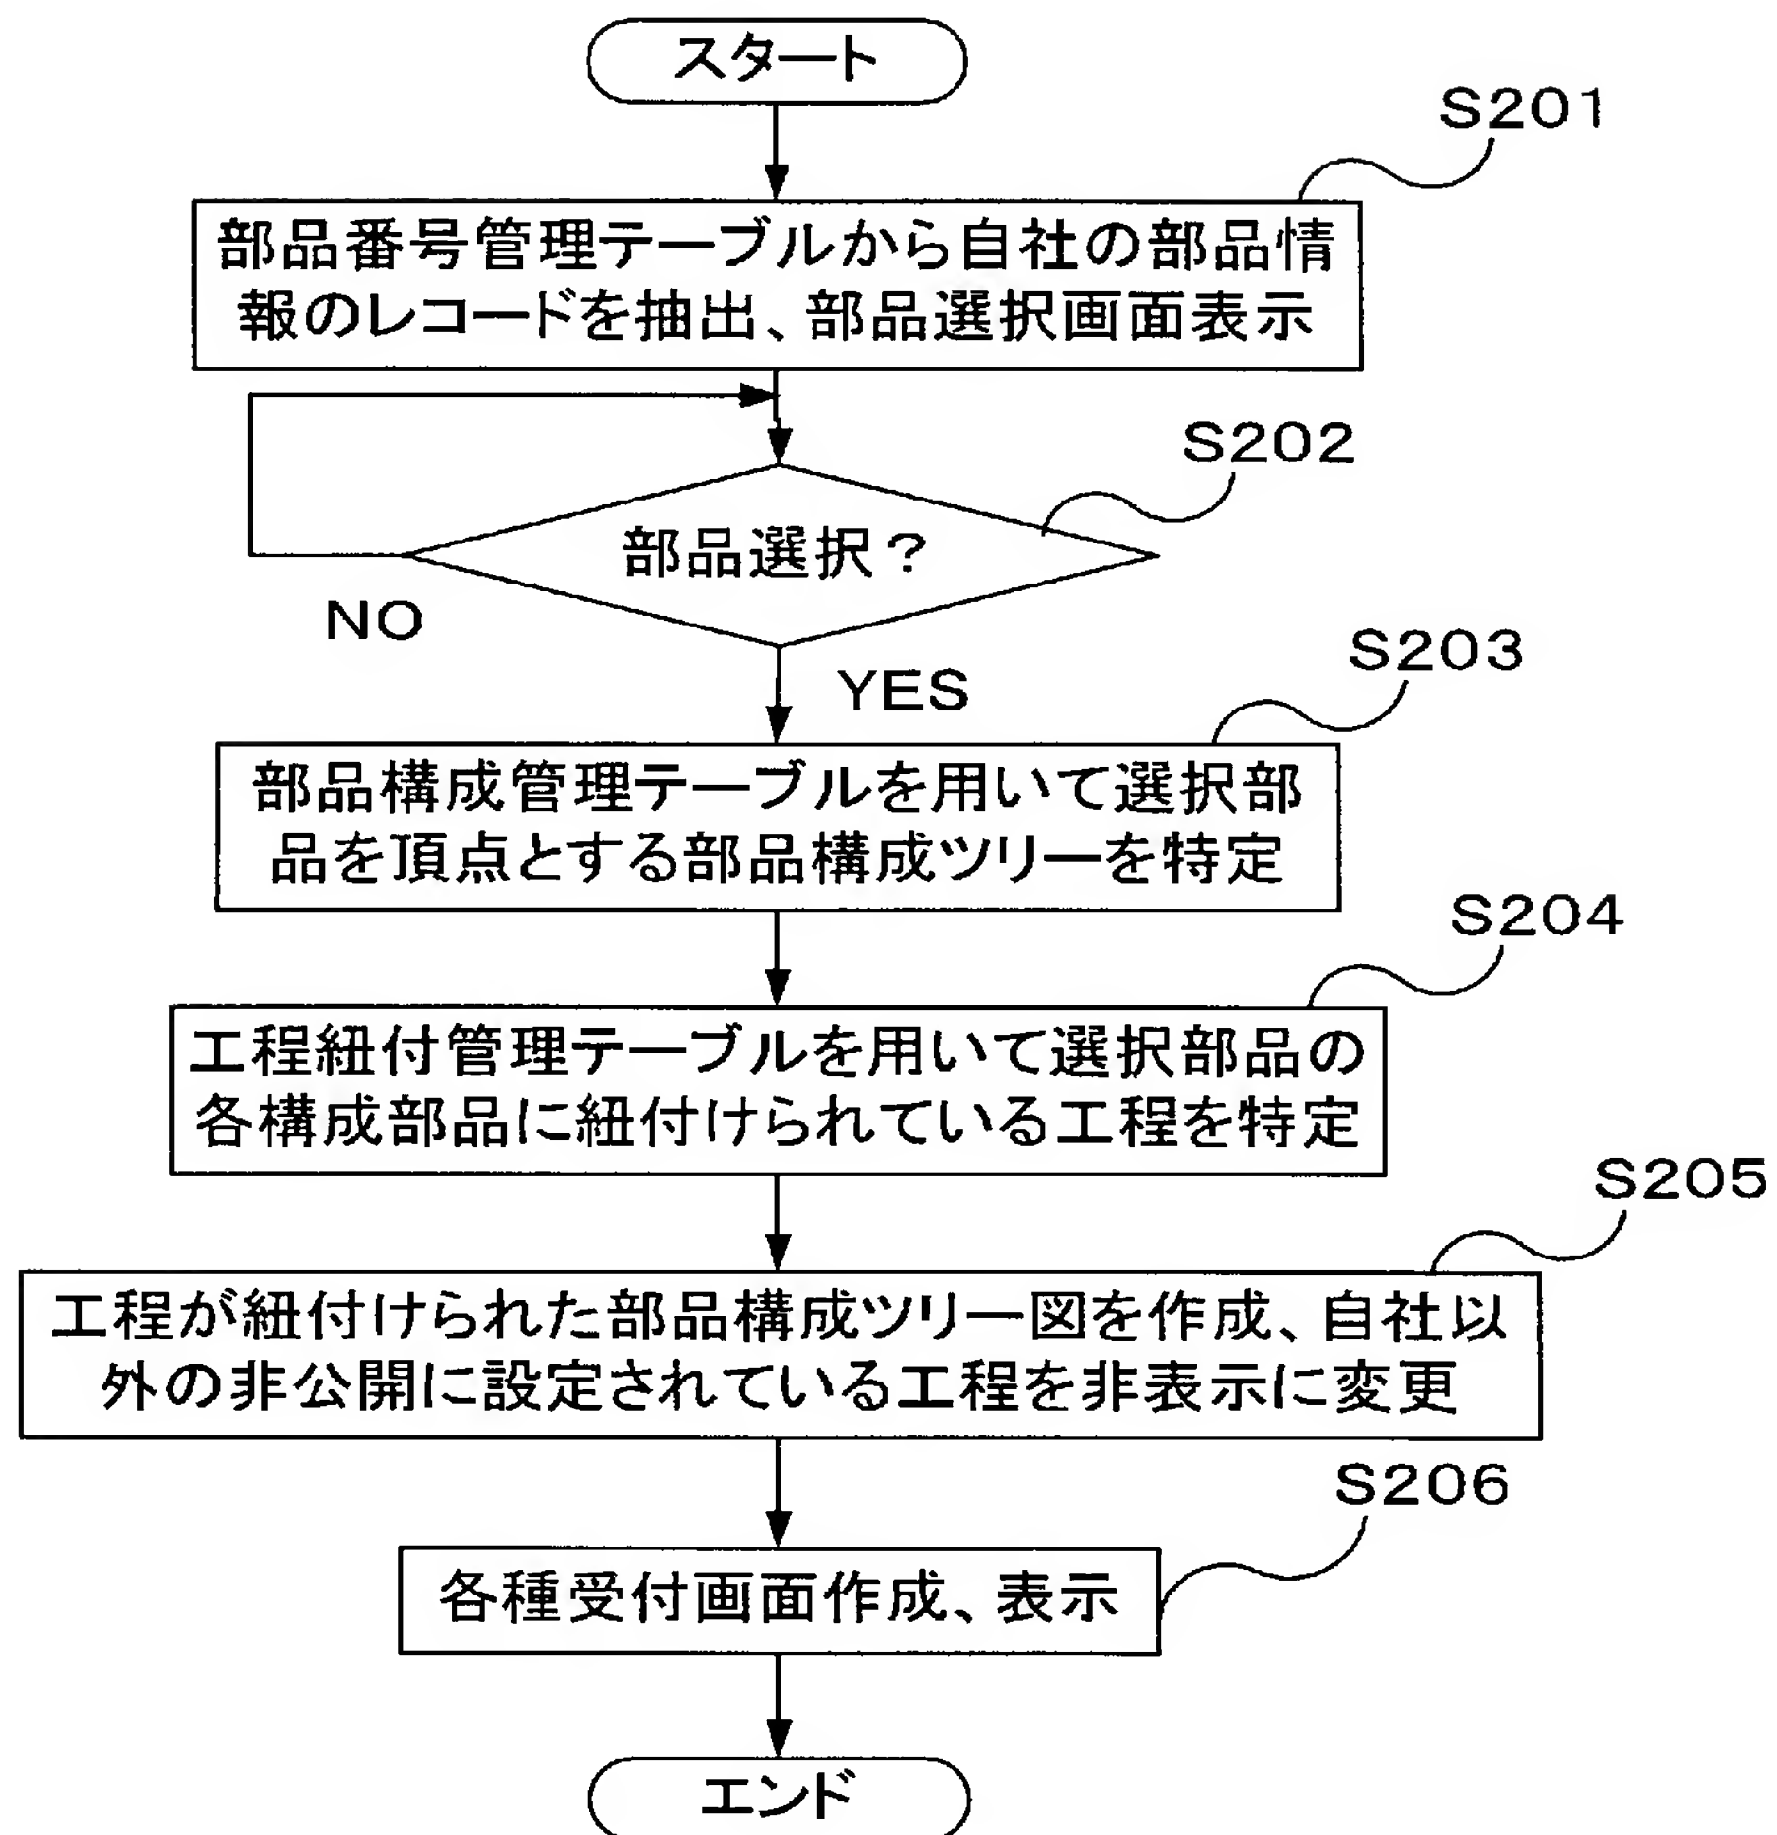 スタート
S201
部品番号管理テーブルから自社の部品情
報のレコードを抽出、部品選択画面表示
S202
部品選択？
NO
YES
S203
部品構成管理テーブルを用いて選択部
品を頂点とする部品構成ツリーを特定
S204
工程紐付管理テーブルを用いて選択部品の
各構成部品に紐付けられている工程を特定
S205
工程が紐付けられた部品構成ツリー図を作成、自社以
外の非公開に設定されている工程を非表示に変更
S206
各種受付画面作成、表示
エンド